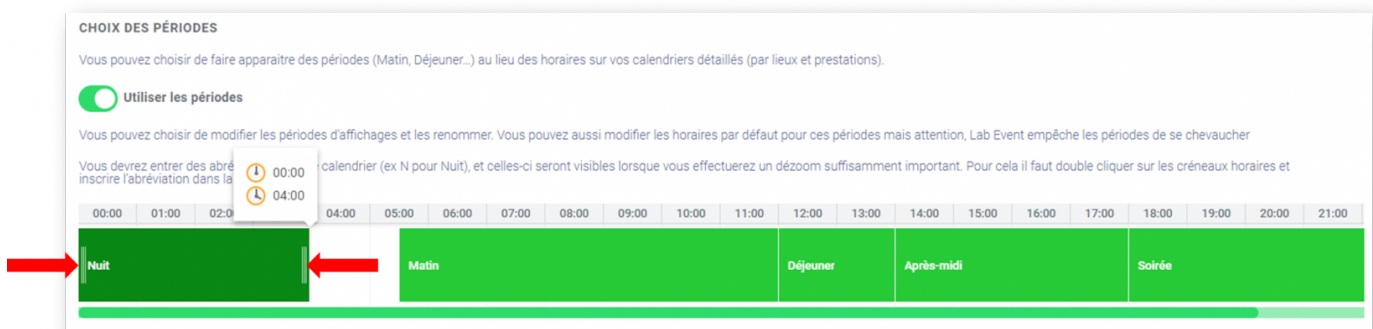 CHOIX DES PÉRIODES
Vous pouvez choisir de faire apparaitre des périodes (Matin, Déjeuner...) au lieu des horaires sur vos calendriers détaillés (par lieux et prestations).
Utiliser les périodes
Vous pouvez choisir de modifier les périodes d'affichages et les renommer. Vous pouvez aussi modifier les horaires par défaut pour ces périodes mais attention, Lab Event empêche les périodes de se chevaucher
Vous devrez entrer des abré calendrier (ex N pour Nuit), et celles-ci seront visibles lorsque vous effectuerez un dézoom suffisamment important. Pour cela il faut double cliquer sur les créneaux horaires et
inscrire l'abréviation dans la
00:00
04:00
00:00 01:00 02:0 04:00 05:00 06:00 07:00 08:00 09:00 10:00 11:00 12:00 13:00 14:00 15:00 16:00 17:00 18:00 19:00 20:00 21:00
Nuit Matin Déjeuner Après-midi Soirée